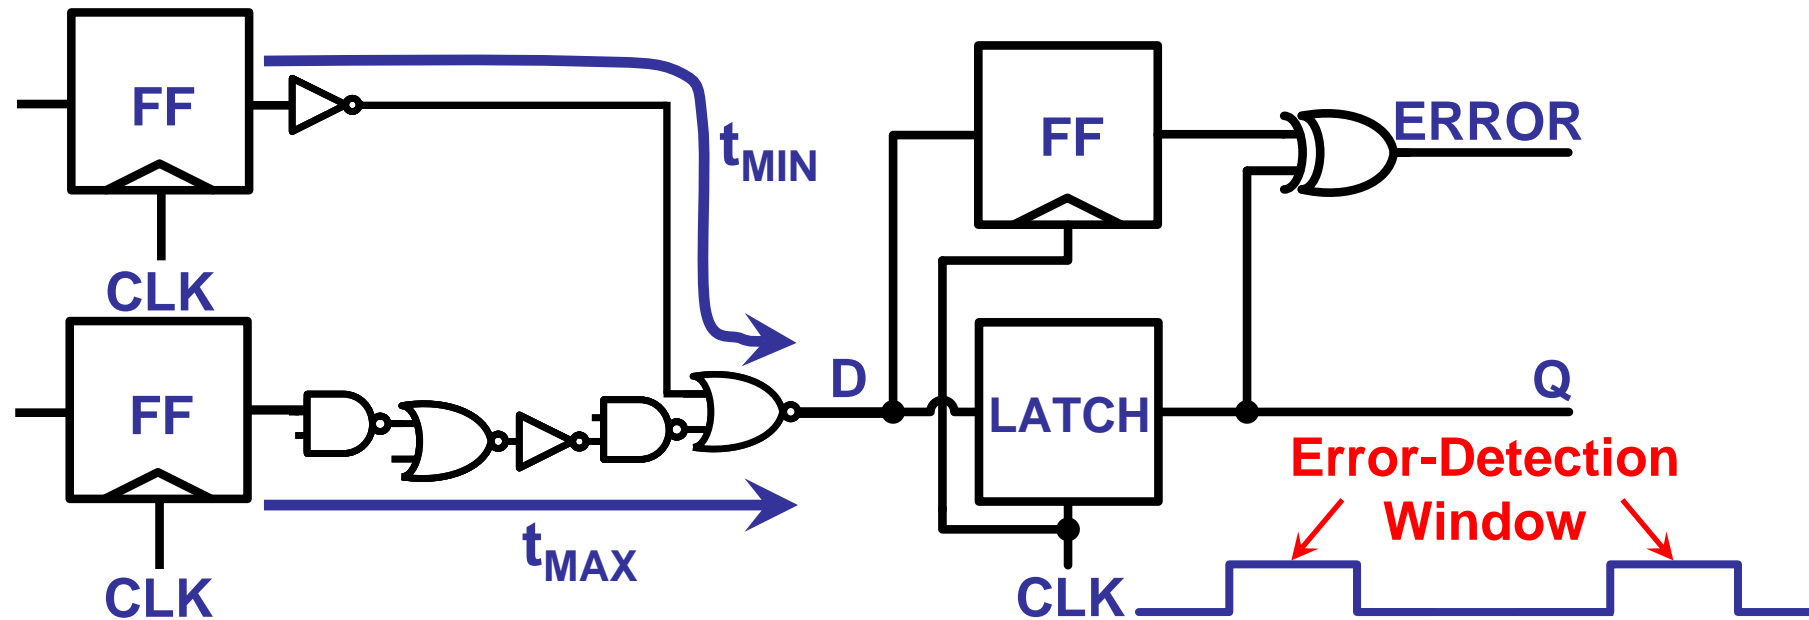 FF
CLK
FF
CLK
tMIN
tMAX
D
FF
LATCH
CLK
ERROR
Q
Error-Detection
Window